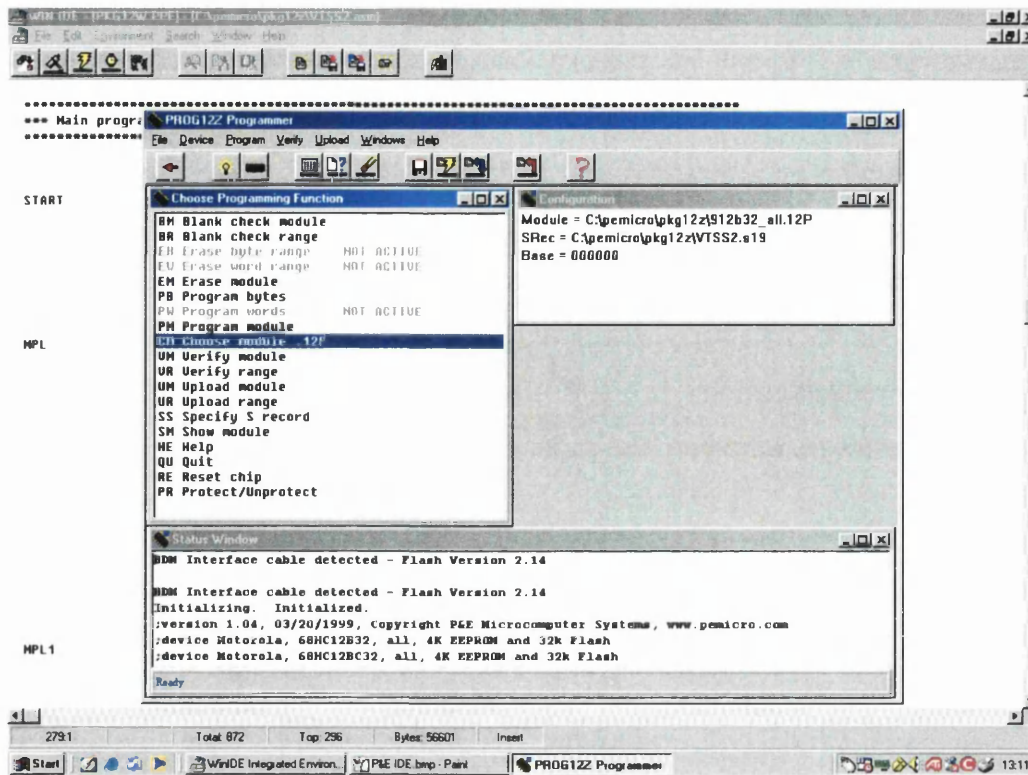 WIN IDE - [PKG12W.PPF] - [C:\pemicro\pkg12z\VTSS2.asm]
File Edit Environment Search Window Help
*** Main progra
START
MPL
MPL1
PROG12Z Programmer
File Device Program Verify Upload Windows Help
Choose Programming Function
BM Blank check module
BR Blank check range
EB Erase byte range NOT ACTIVE
EW Erase word range NOT ACTIVE
EM Erase module
PB Program bytes
PW Program words NOT ACTIVE
PM Program module
CM Choose module .12P
VM Verify module
VR Verify range
UM Upload module
UR Upload range
SS Specify S record
SM Show module
HE Help
QU Quit
RE Reset chip
PR Protect/Unprotect
Configuration
Module = C:\pemicro\pkg12z\912b32_all.12P
SRec = C:\pemicro\pkg12z\VTSS2.s19
Base = 000000
Status Window
BDM Interface cable detected - Flash Version 2.14
BDM Interface cable detected - Flash Version 2.14
Initializing. Initialized.
;version 1.04, 03/20/1999, Copyright P&E Microcomputer Systems, www.pemicro.com
;device Motorola, 68HC12B32, all, 4K EEPROM and 32k Flash
;device Motorola, 68HC12BC32, all, 4K EEPROM and 32k Flash
Ready
279:1 Total: 872 Top: 296 Bytes: 56601 Insert
Start WinIDE Integrated Environ... P&E IDE.bmp - Paint PROG12Z Programmer